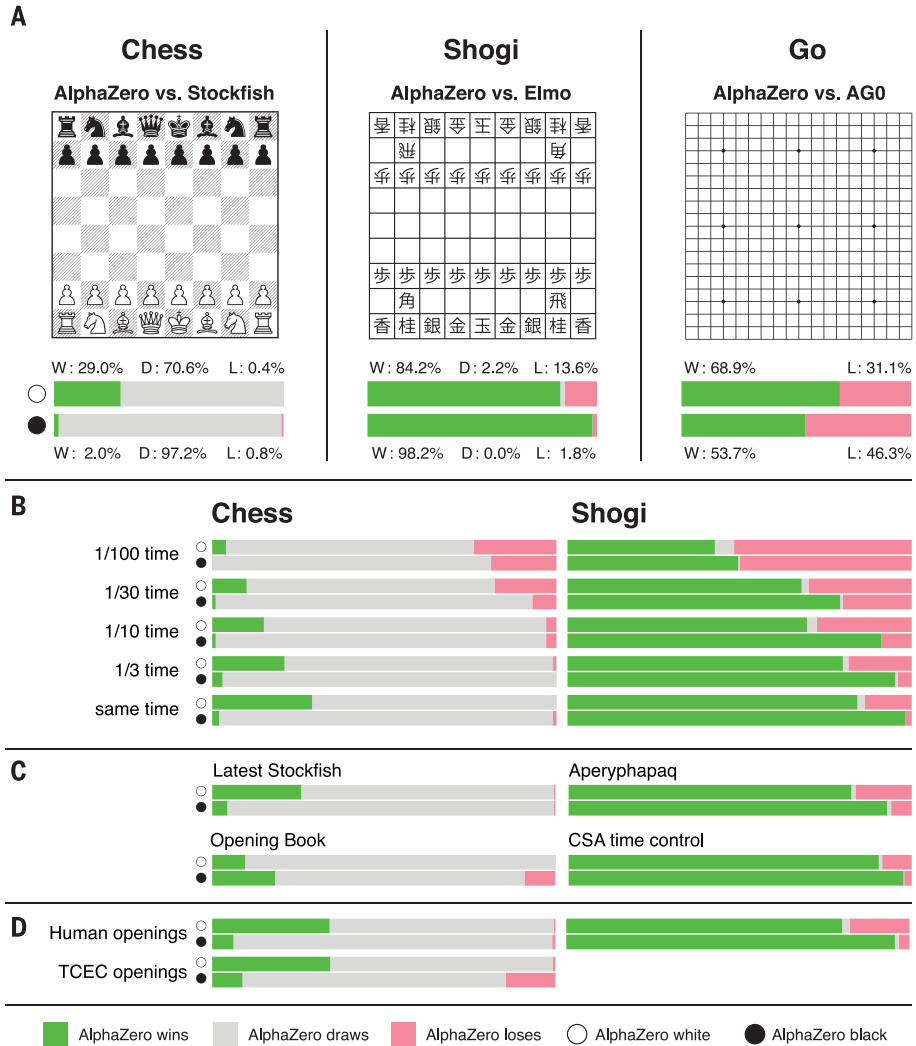 A
Chess
Shogi
Go
AlphaZero vs. Stockfish
AlphaZero vs. Elmo
AlphaZero vs. AG0
香桂銀金玉金銀桂香
飛角
歩歩歩歩歩歩歩歩歩
歩歩歩歩歩歩歩歩歩
角飛
香桂銀金玉金銀桂香
W: 29.0% D: 70.6% L: 0.4%
W: 84.2% D: 2.2% L: 13.6%
W: 68.9% L: 31.1%
W: 2.0% D: 97.2% L: 0.8%
W: 98.2% D: 0.0% L: 1.8%
W: 53.7% L: 46.3%
B
Chess
Shogi
1/100 time
1/30 time
1/10 time
1/3 time
same time
C
Latest Stockfish
Aperyphapaq
Opening Book
CSA time control
D
Human openings
TCEC openings
AlphaZero wins
AlphaZero draws
AlphaZero loses
AlphaZero white
AlphaZero black